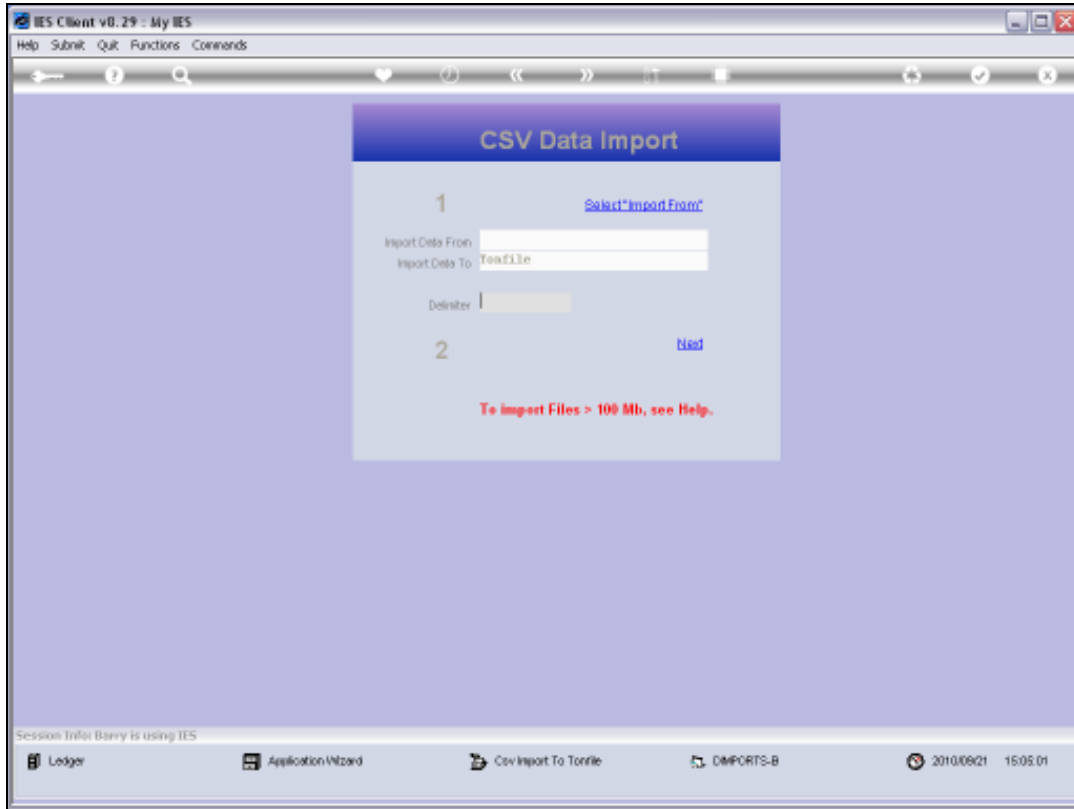 IES Client v8.29 : My IES
Help Submit Quit Functions Commands
CSV Data Import
1
Select "Import From"
Import Data From
Import Data To
Tonfile
Delimiter
2
Next
To import Files > 100 Mb, see Help.
Session Info: Barry is using IES
Ledger
Application Wizard
Csv Import To Tonfile
DIMPORTS-B
2010/09/21 15:05:01